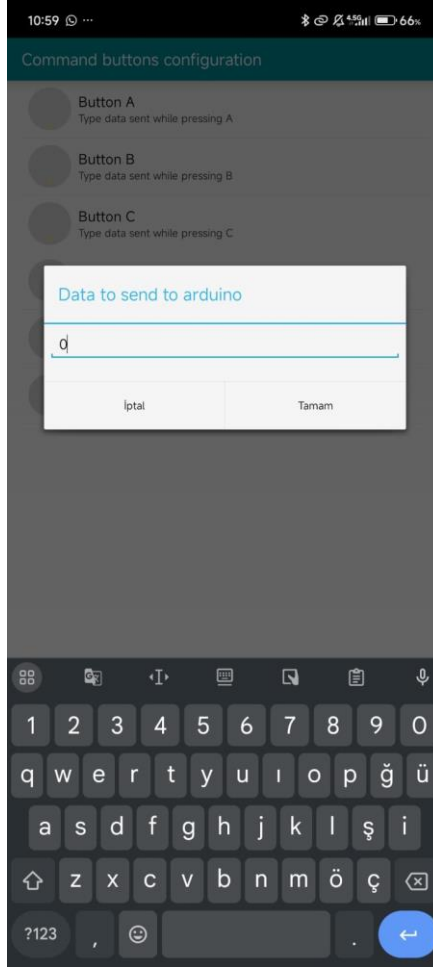 10:59 ... 4.5G 66%
Command buttons configuration
Button A
Type data sent while pressing A
Button B
Type data sent while pressing B
Button C
Type data sent while pressing C
Data to send to arduino
0
İptal Tamam
1 2 3 4 5 6 7 8 9 0
q w e r t y u ı o p ğ ü
a s d f g h j k l ş i
z x c v b n m ö ç
?123 , .